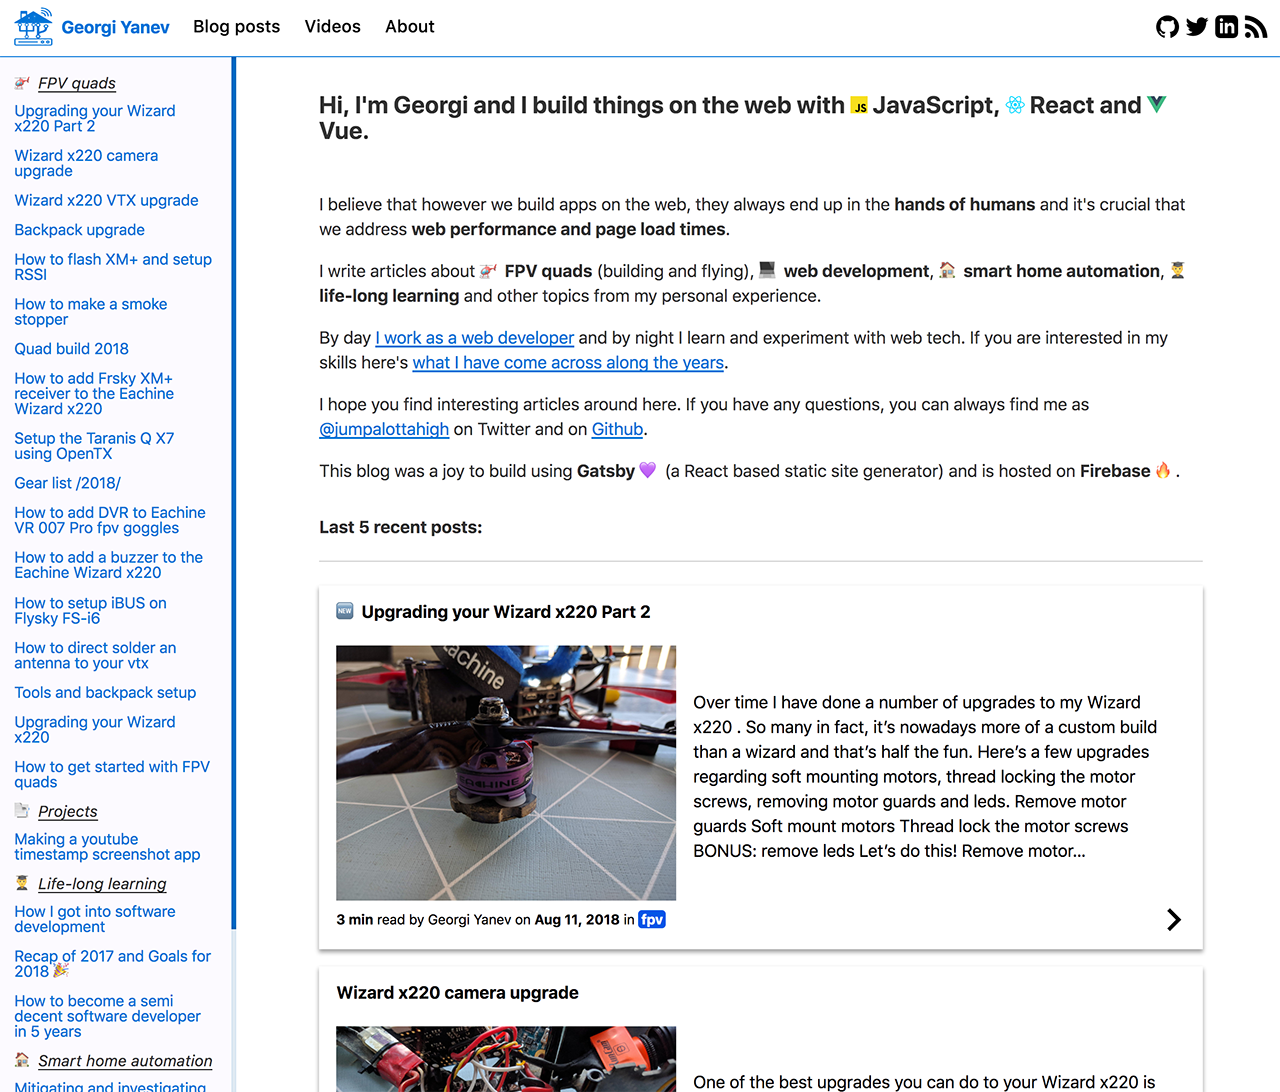 Georgi Yanev
Blog posts
Videos
About
FPV quads
Upgrading your Wizard
x220 Part 2
Wizard x220 camera
upgrade
Wizard x220 VTX upgrade
Backpack upgrade
How to flash XM+ and setup
RSSI
How to make a smoke
stopper
Quad build 2018
How to add Frsky XM+
receiver to the Eachine
Wizard x220
Setup the Taranis Q X7
using OpenTX
Gear list /2018/
How to add DVR to Eachine
VR 007 Pro fpv goggles
How to add a buzzer to the
Eachine Wizard x220
How to setup iBUS on
Flysky FS-i6
How to direct solder an
antenna to your vtx
Tools and backpack setup
Upgrading your Wizard
x220
How to get started with FPV
quads
Projects
Making a youtube
timestamp screenshot app
Life-long learning
How I got into software
development
Recap of 2017 and Goals for
2018 🎉
How to become a semi
decent software developer
in 5 years
Smart home automation
Mitigating and investigating
Hi, I'm Georgi and I build things on the web with JS JavaScript, React and
Vue.
I believe that however we build apps on the web, they always end up in the hands of humans and it's crucial that
we address web performance and page load times.
I write articles about 🚁 FPV quads (building and flying), 💻 web development, 🏠 smart home automation, 👨‍🎓
life-long learning and other topics from my personal experience.
By day I work as a web developer and by night I learn and experiment with web tech. If you are interested in my
skills here's what I have come across along the years.
I hope you find interesting articles around here. If you have any questions, you can always find me as
@jumpalottahigh on Twitter and on Github.
This blog was a joy to build using Gatsby 💜 (a React based static site generator) and is hosted on Firebase 🔥 .
Last 5 recent posts:
🆕 Upgrading your Wizard x220 Part 2
eachine
EACHINE
Over time I have done a number of upgrades to my Wizard
x220 . So many in fact, it’s nowadays more of a custom build
than a wizard and that’s half the fun. Here’s a few upgrades
regarding soft mounting motors, thread locking the motor
screws, removing motor guards and leds. Remove motor
guards Soft mount motors Thread lock the motor screws
BONUS: remove leds Let’s do this! Remove motor...
3 min read by Georgi Yanev on Aug 11, 2018 in fpv
Wizard x220 camera upgrade
One of the best upgrades you can do to your Wizard x220 is